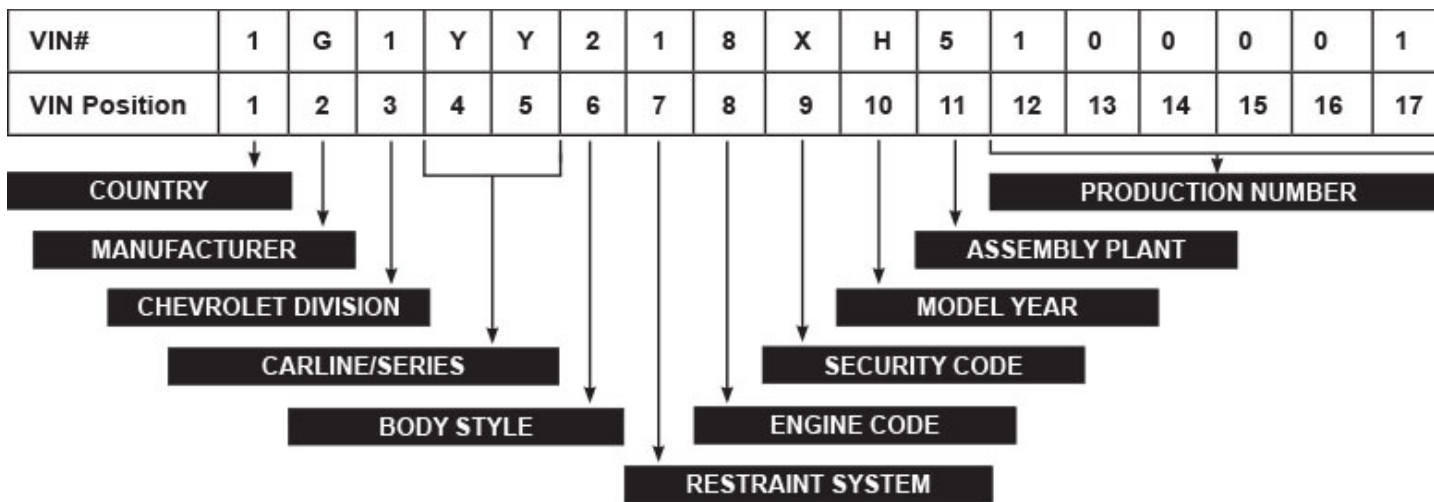 VIN# 1 G 1 Y Y 2 1 8 X H 5 1 0 0 0 0 1
VIN Position 1 2 3 4 5 6 7 8 9 10 11 12 13 14 15 16 17
COUNTRY
PRODUCTION NUMBER
MANUFACTURER
ASSEMBLY PLANT
CHEVROLET DIVISION
MODEL YEAR
CARLINE/SERIES
SECURITY CODE
BODY STYLE
ENGINE CODE
RESTRAINT SYSTEM